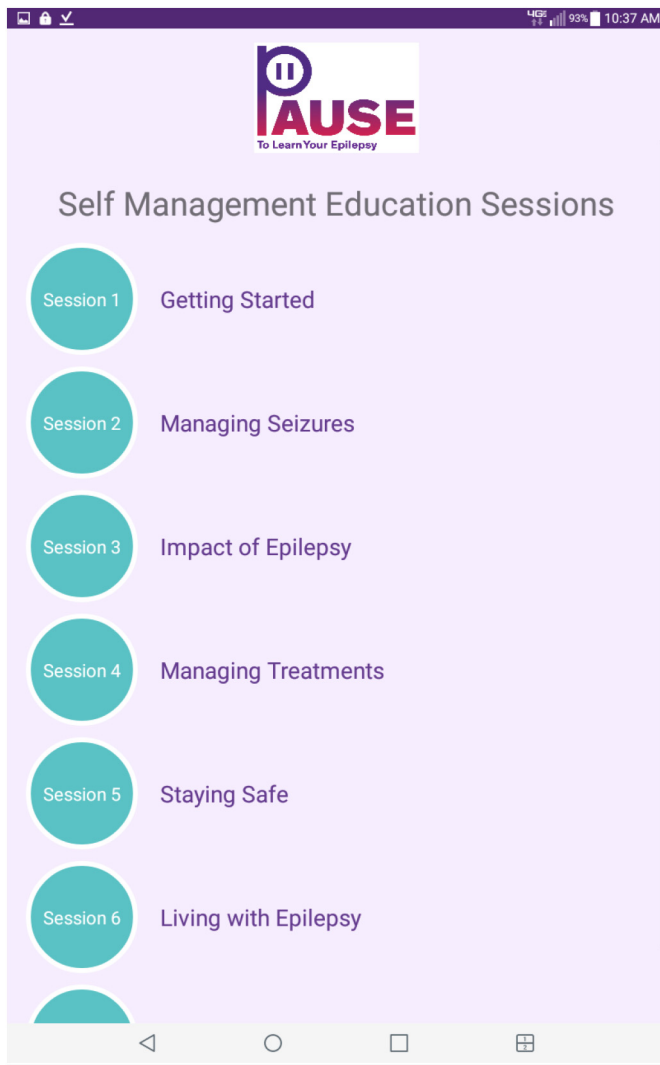 4GE 93% 10:37 AM
PAUSE
To Learn Your Epilepsy
Self Management Education Sessions
Session 1 Getting Started
Session 2 Managing Seizures
Session 3 Impact of Epilepsy
Session 4 Managing Treatments
Session 5 Staying Safe
Session 6 Living with Epilepsy